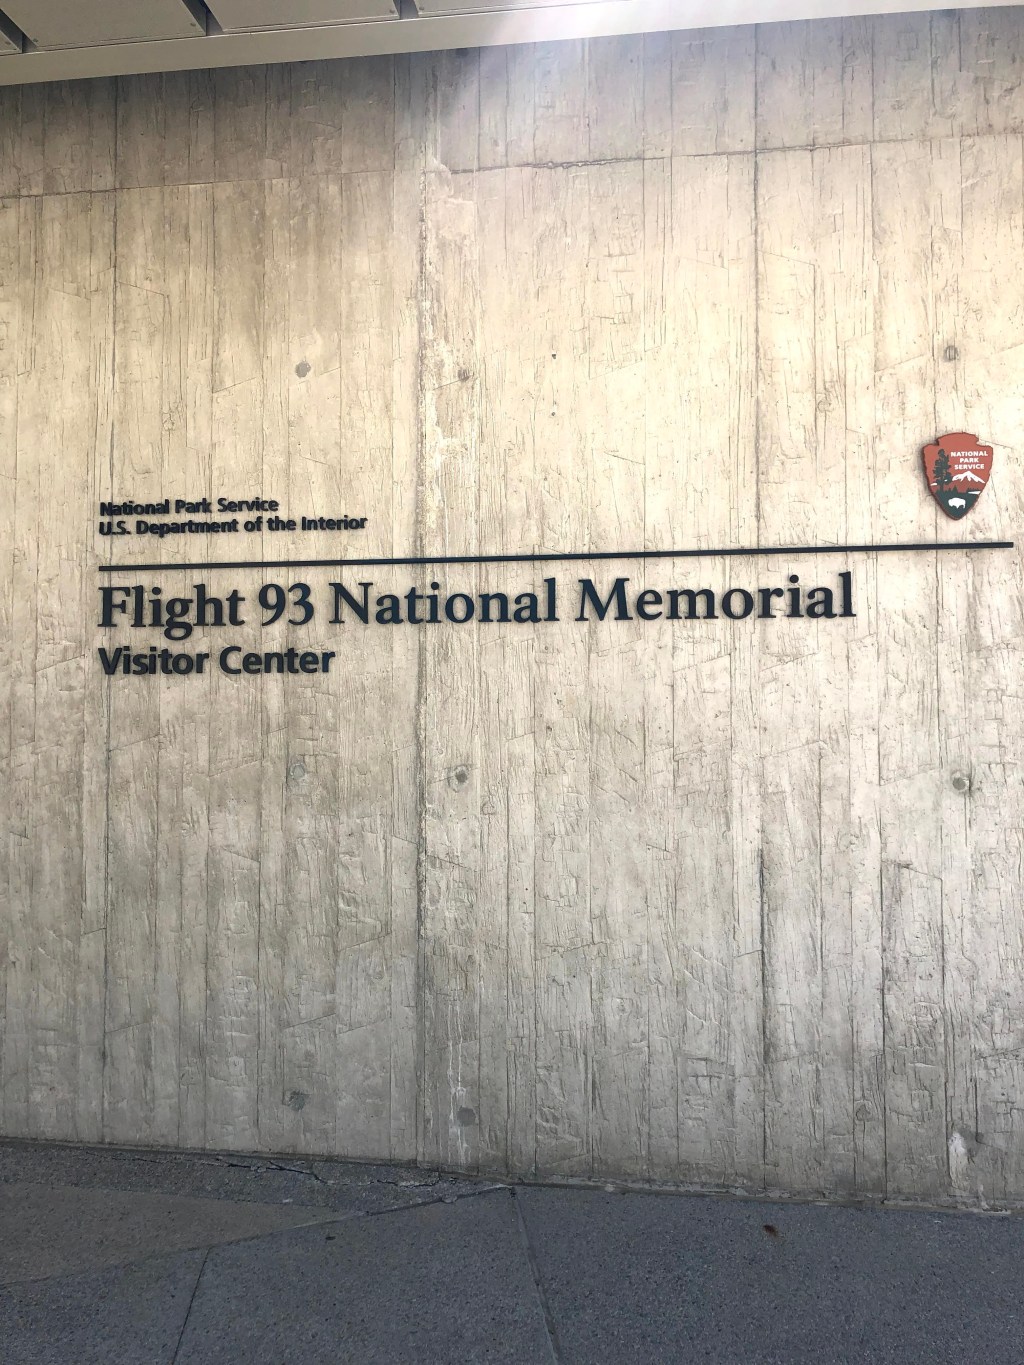 National Park Service
U.S. Department of the Interior
NATIONAL
PARK
SERVICE
Flight 93 National Memorial
Visitor Center